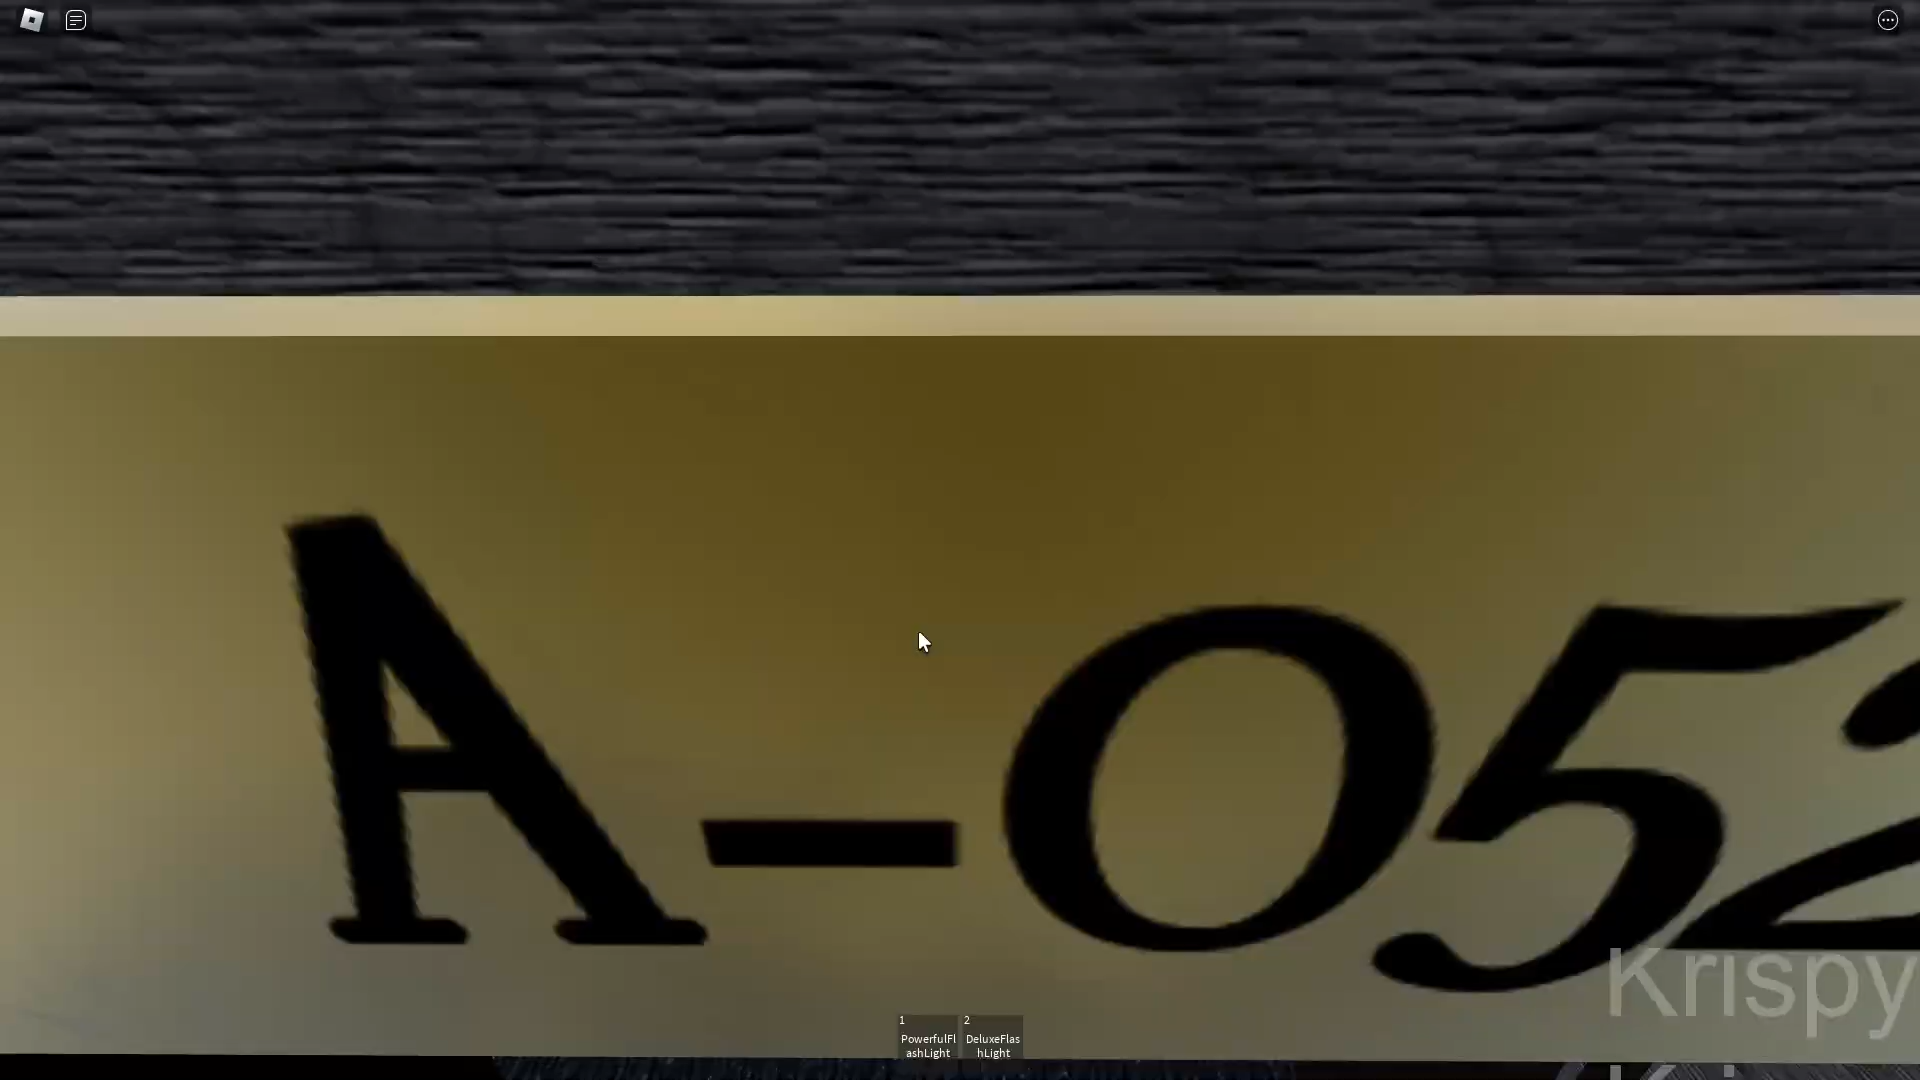 A-052
Krispy
1
2
PowerfulFl
ashLight
DeluxeFlas
hLight